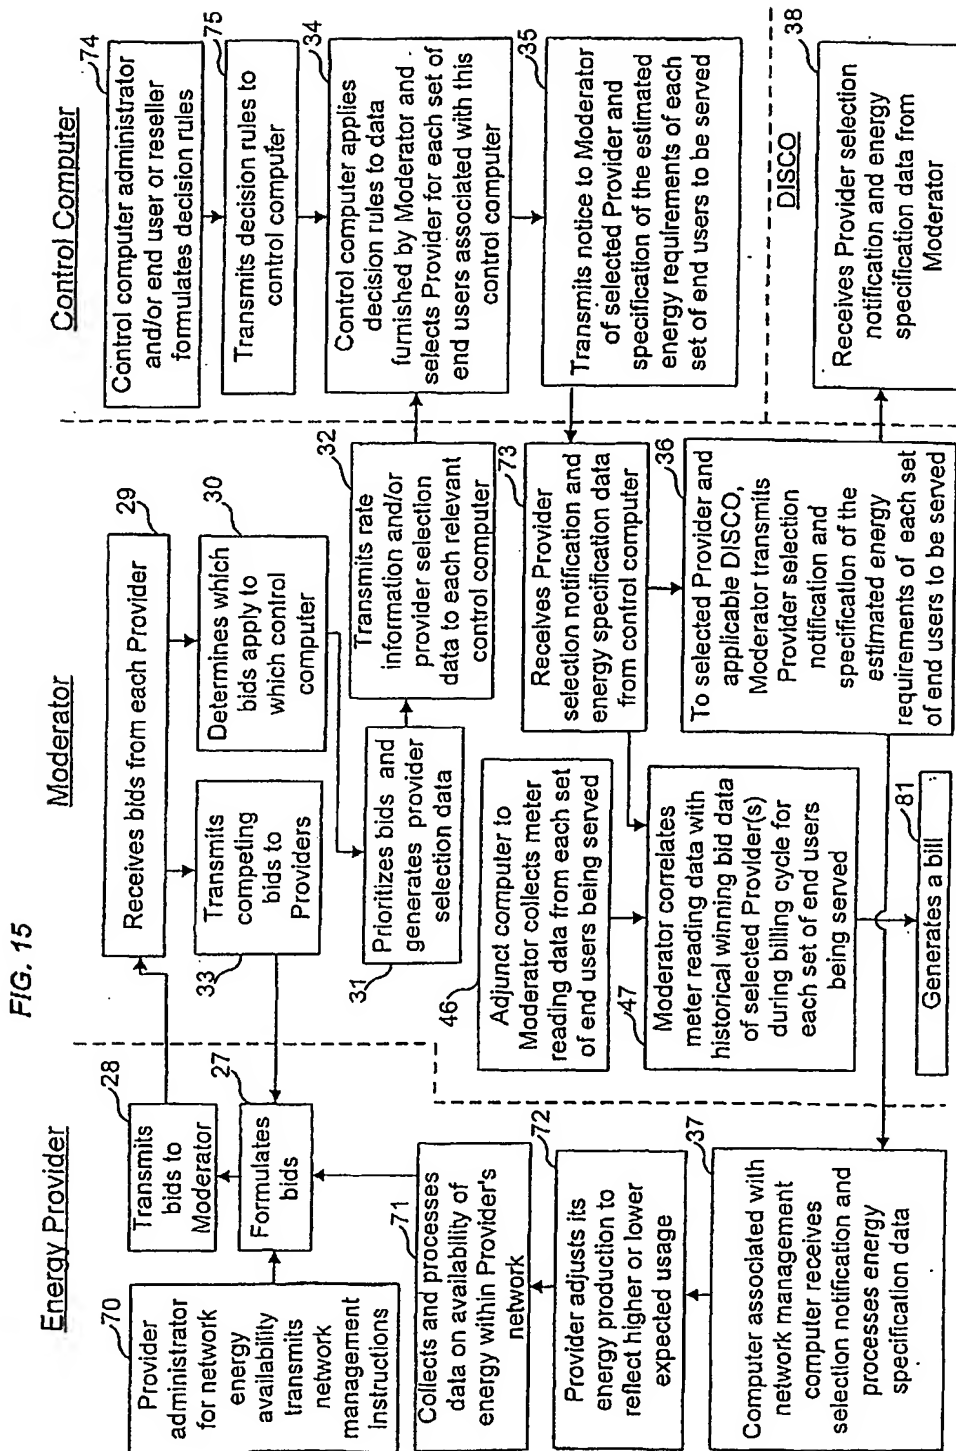 FIG. 15
Energy Provider
70
Provider
administrator
for network
energy
availability
transmits
network
management
instructions
28
Transmits
bids to
Moderator
27
Formulates
bids
71
Collects and processes
data on availability of
energy within Provider's
network
72
Provider adjusts its
energy production to
reflect higher or lower
expected usage
37
Computer associated with
network management
computer receives
selection notification and
processes energy
specification data
Moderator
29
Receives bids from each Provider
33
Transmits
competing
bids to
Providers
30
Determines which
bids apply to
which control
computer
31
Prioritizes bids and
generates provider
selection data
32
Transmits rate
information and/or
provider selection
data to each relevant
control computer
46
Adjunct computer to
Moderator collects meter
reading data from each set
of end users being served
73
Receives Provider
selection notification and
energy specification data
from control computer
47
Moderator correlates
meter reading data with
historical winning bid data
of selected Provider(s)
during billing cycle for
each set of end users
being served
36
To selected Provider and
applicable DISCO,
Moderator transmits
Provider selection
notification and
specification of the
estimated energy
requirements of each set
of end users to be served
81
Generates a bill
Control Computer
74
Control computer administrator
and/or end user or reseller
formulates decision rules
75
Transmits decision rules to
control computer
34
Control computer applies
decision rules to data
furnished by Moderator and
selects Provider for each set of
end users associated with this
control computer
35
Transmits notice to Moderator
of selected Provider and
specification of the estimated
energy requirements of each
set of end users to be served
DISCO
38
Receives Provider selection
notification and energy
specification data from
Moderator